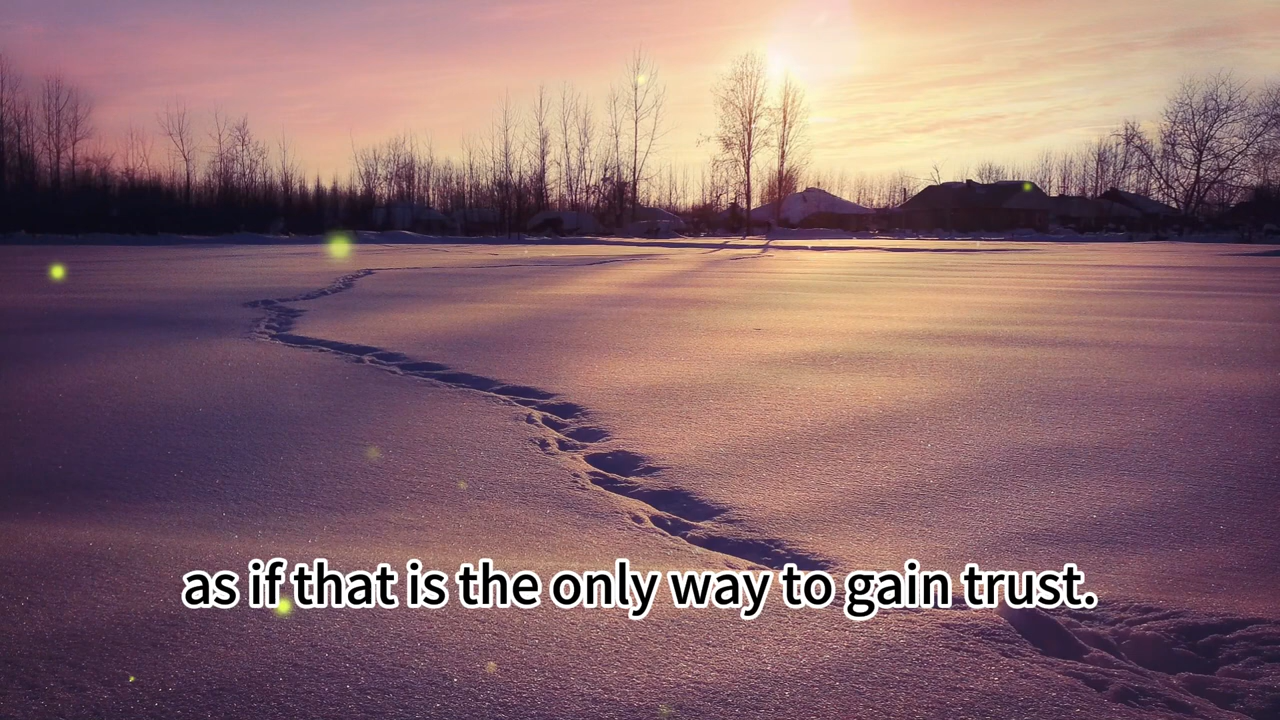 as if that is the only way to gain trust.